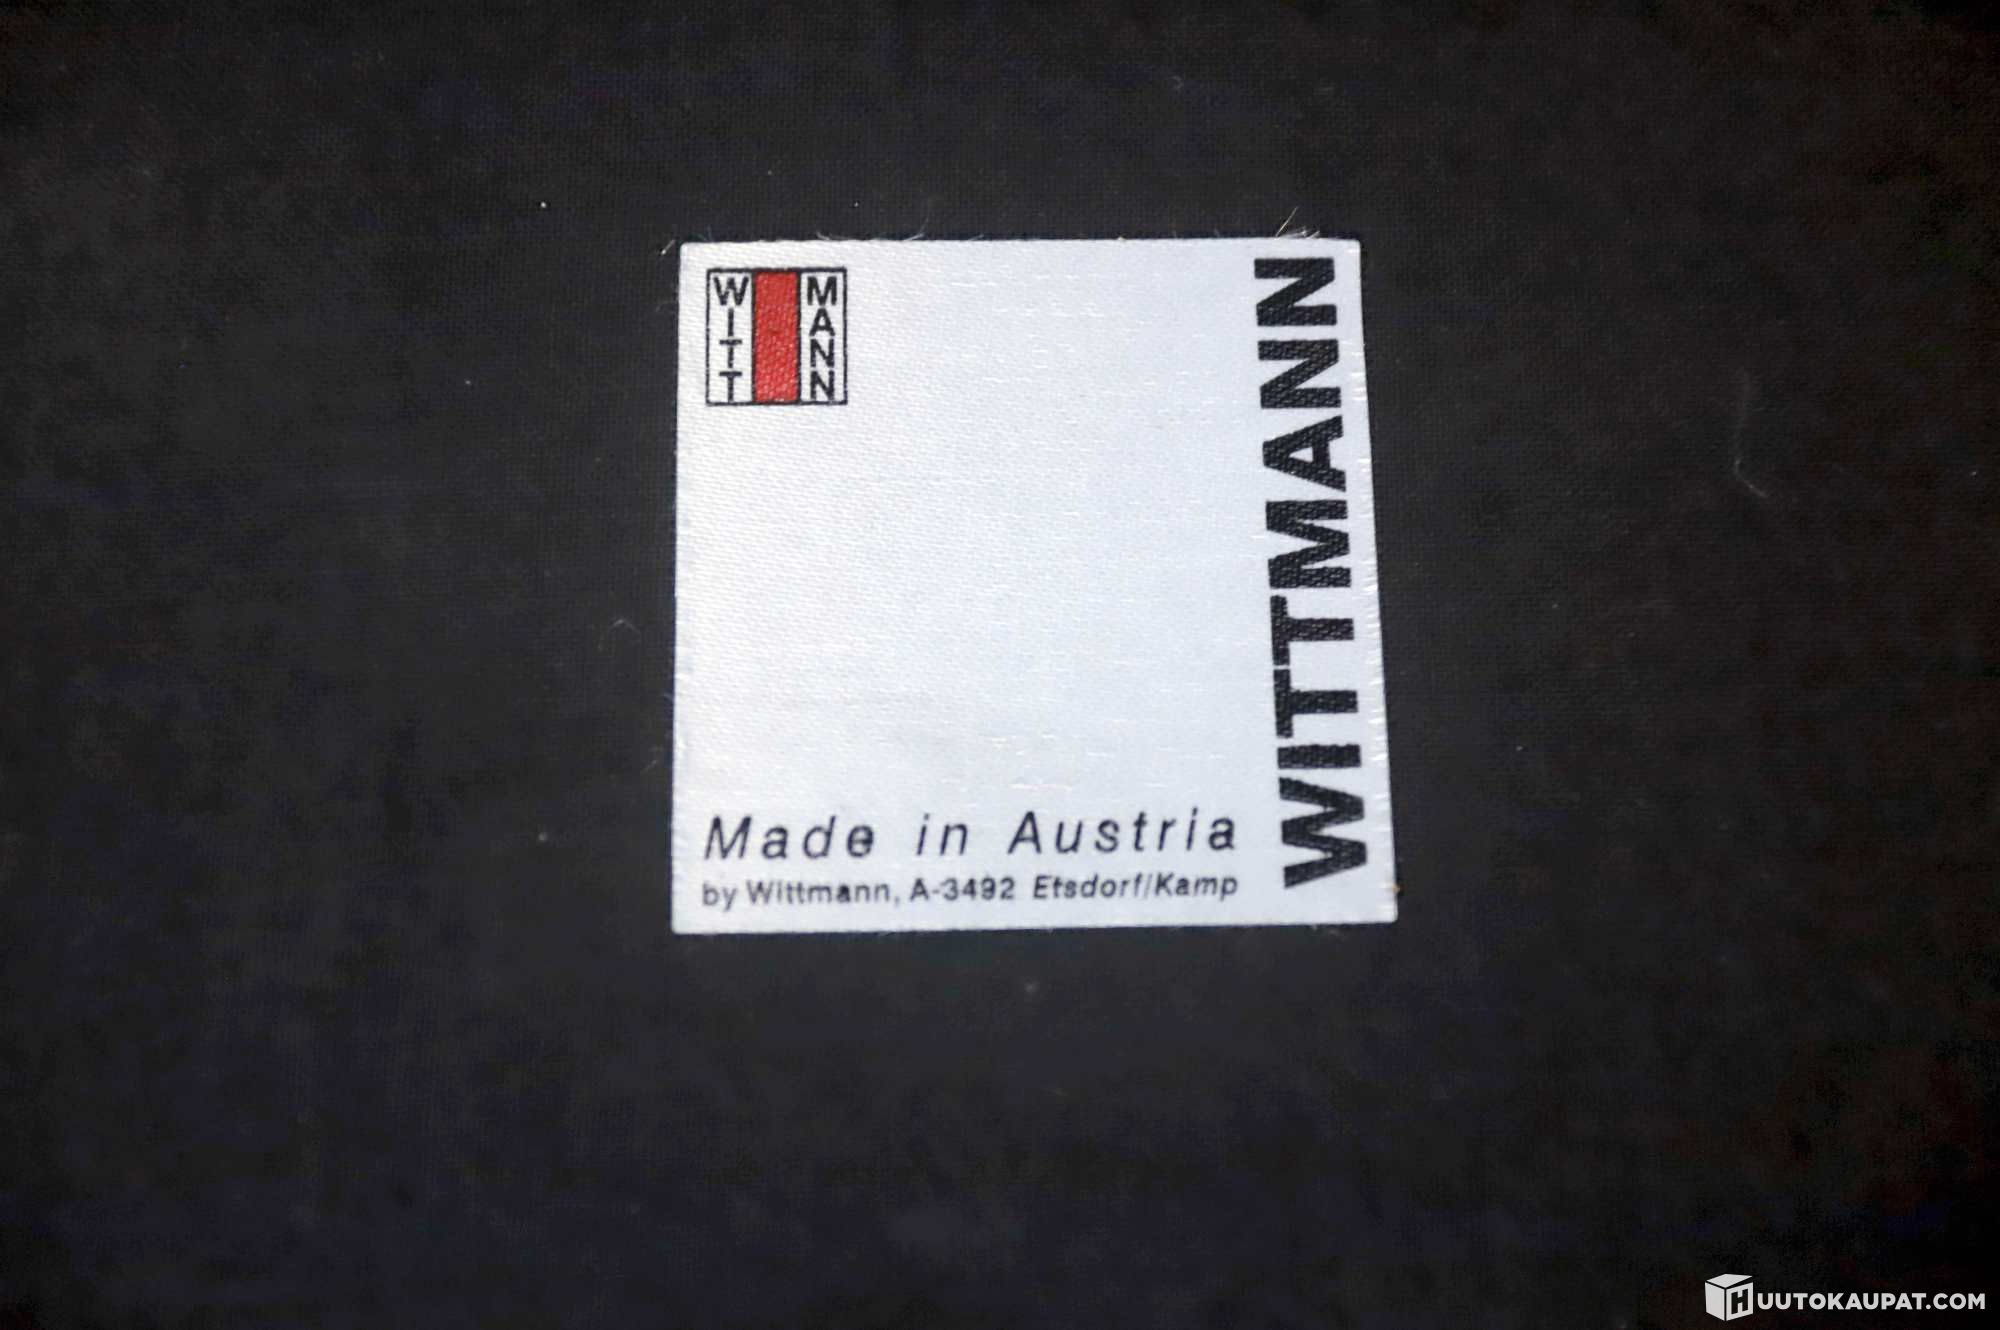 WITT
MANN
WITTMANN
Made in Austria
by Wittmann, A-3492 Etsdorf/Kamp
HUUTOKAUPAT.COM